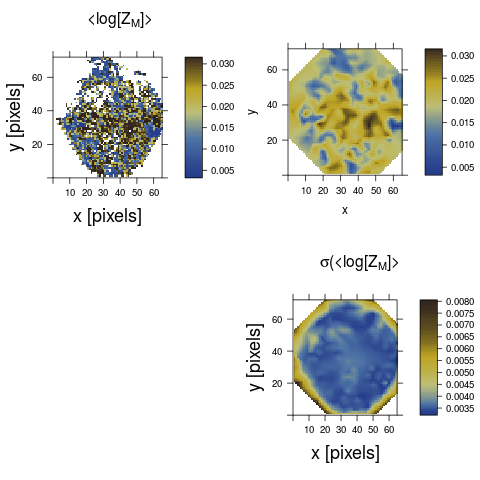 <log[Z_M]>
60
40
20
10 20 30 40 50 60
x [pixels]
y [pixels]
0.030
0.025
0.020
0.015
0.010
0.005
60
40
20
10 20 30 40 50 60
x
y
0.030
0.025
0.020
0.015
0.010
0.005
σ(<log[Z_M]>
60
40
20
10 20 30 40 50 60
x [pixels]
y [pixels]
0.0080
0.0075
0.0070
0.0065
0.0060
0.0055
0.0050
0.0045
0.0040
0.0035